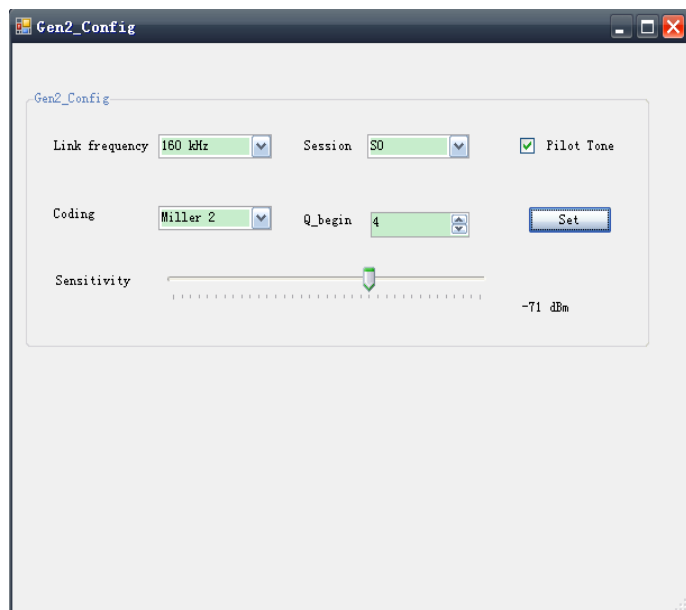 Gen2_Config
Gen2_Config
Link frequency 160 kHz Session S0 Pilot Tone
Coding Miller 2 Q_begin 4 Set
Sensitivity
-71 dBm